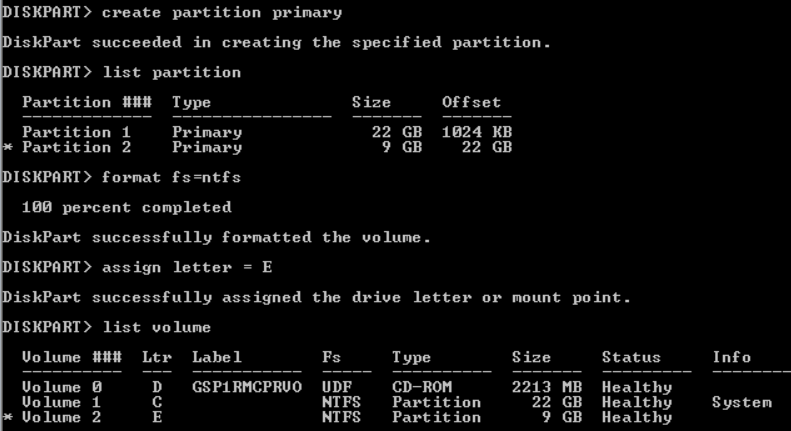 DISKPART> create partition primary
DiskPart succeeded in creating the specified partition.
DISKPART> list partition
  Partition ###  Type              Size     Offset
  -------------  ----------------  -------  -------
  Partition 1    Primary             22 GB  1024 KB
* Partition 2    Primary              9 GB    22 GB
DISKPART> format fs=ntfs
  100 percent completed
DiskPart successfully formatted the volume.
DISKPART> assign letter = E
DiskPart successfully assigned the drive letter or mount point.
DISKPART> list volume
  Volume ###  Ltr  Label        Fs     Type        Size     Status     Info
  ----------  ---  -----------  -----  ----------  -------  ---------  --------
  Volume 0     D   GSP1RMCPRVO  UDF    CD-ROM      2213 MB  Healthy
  Volume 1     C                NTFS   Partition     22 GB  Healthy    System
* Volume 2     E                NTFS   Partition      9 GB  Healthy